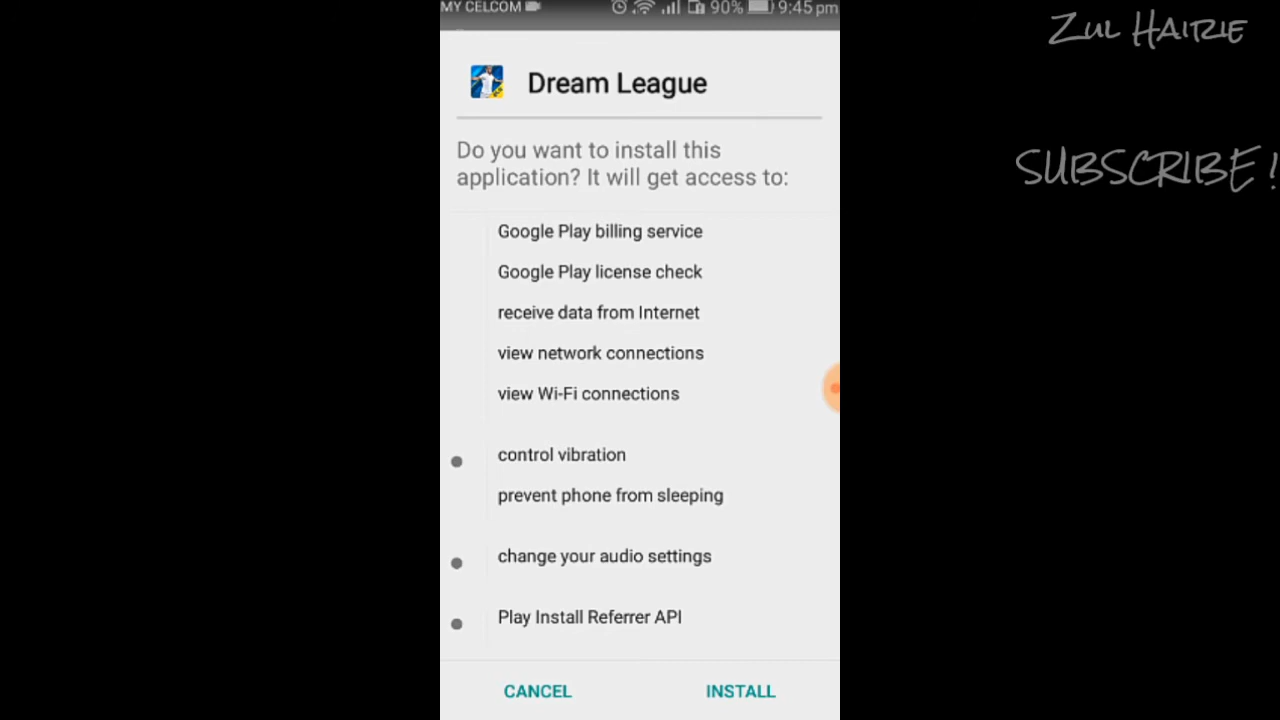 MY CELCOM 90% 9:45 pm
Zul Hairie
SUBSCRIBE!
Dream League
Do you want to install this
application? It will get access to:
Google Play billing service
Google Play license check
receive data from Internet
view network connections
view Wi-Fi connections
control vibration
prevent phone from sleeping
change your audio settings
Play Install Referrer API
CANCEL INSTALL